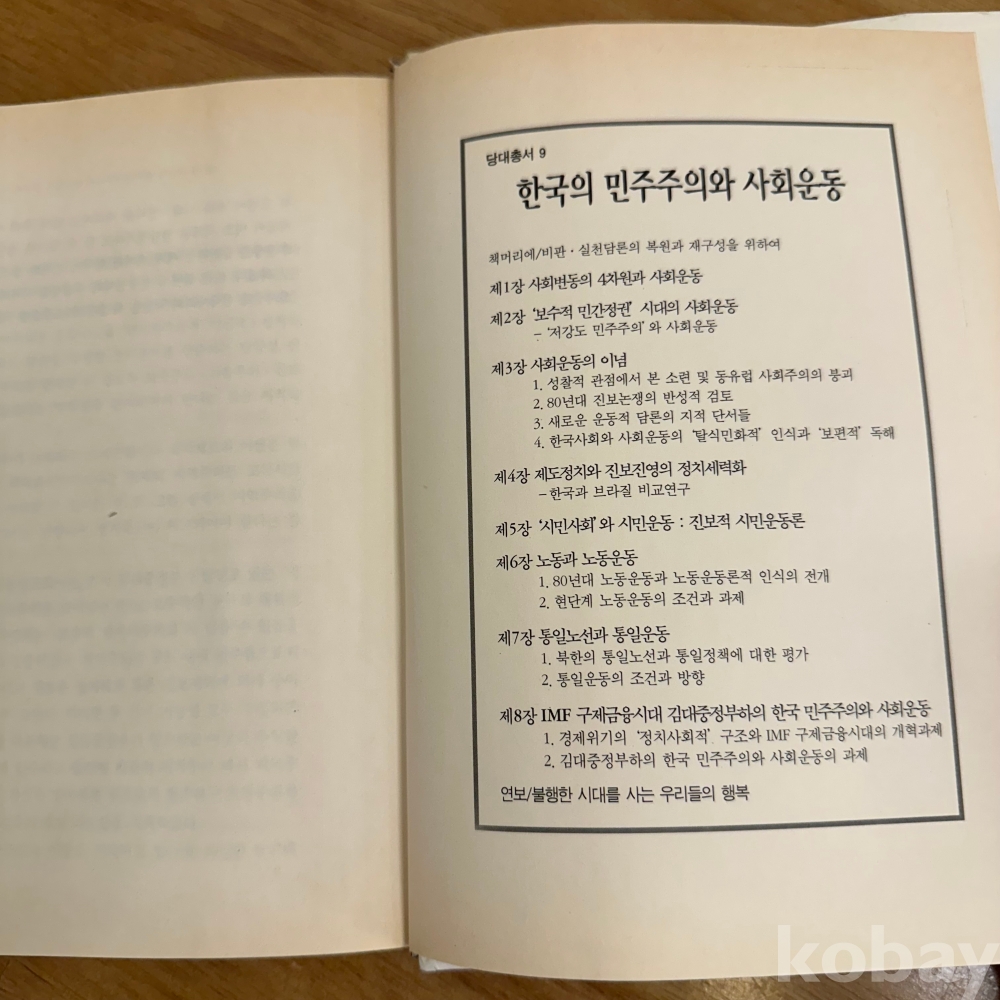 당대총서 9
한국의 민주주의와 사회운동
책머리에/비판·실천담론의 복원과 재구성을 위하여
제1장 사회변동의 4차원과 사회운동
제2장 '보수적 민간정권' 시대의 사회운동
- '저강도 민주주의'와 사회운동
제3장 사회운동의 이념
1. 성찰적 관점에서 본 소련 및 동유럽 사회주의의 붕괴
2. 80년대 진보논쟁의 반성적 검토
3. 새로운 운동적 담론의 지적 단서들
4. 한국사회와 사회운동의 '탈식민화적' 인식과 '보편적' 독해
제4장 제도정치와 진보진영의 정치세력화
- 한국과 브라질 비교연구
제5장 '시민사회'와 시민운동 : 진보적 시민운동론
제6장 노동과 노동운동
1. 80년대 노동운동과 노동운동론적 인식의 전개
2. 현단계 노동운동의 조건과 과제
제7장 통일노선과 통일운동
1. 북한의 통일노선과 통일정책에 대한 평가
2. 통일운동의 조건과 방향
제8장 IMF 구제금융시대 김대중정부하의 한국 민주주의와 사회운동
1. 경제위기의 '정치사회적' 구조와 IMF 구제금융시대의 개혁과제
2. 김대중정부하의 한국 민주주의와 사회운동의 과제
연보/불행한 시대를 사는 우리들의 행복
kobay